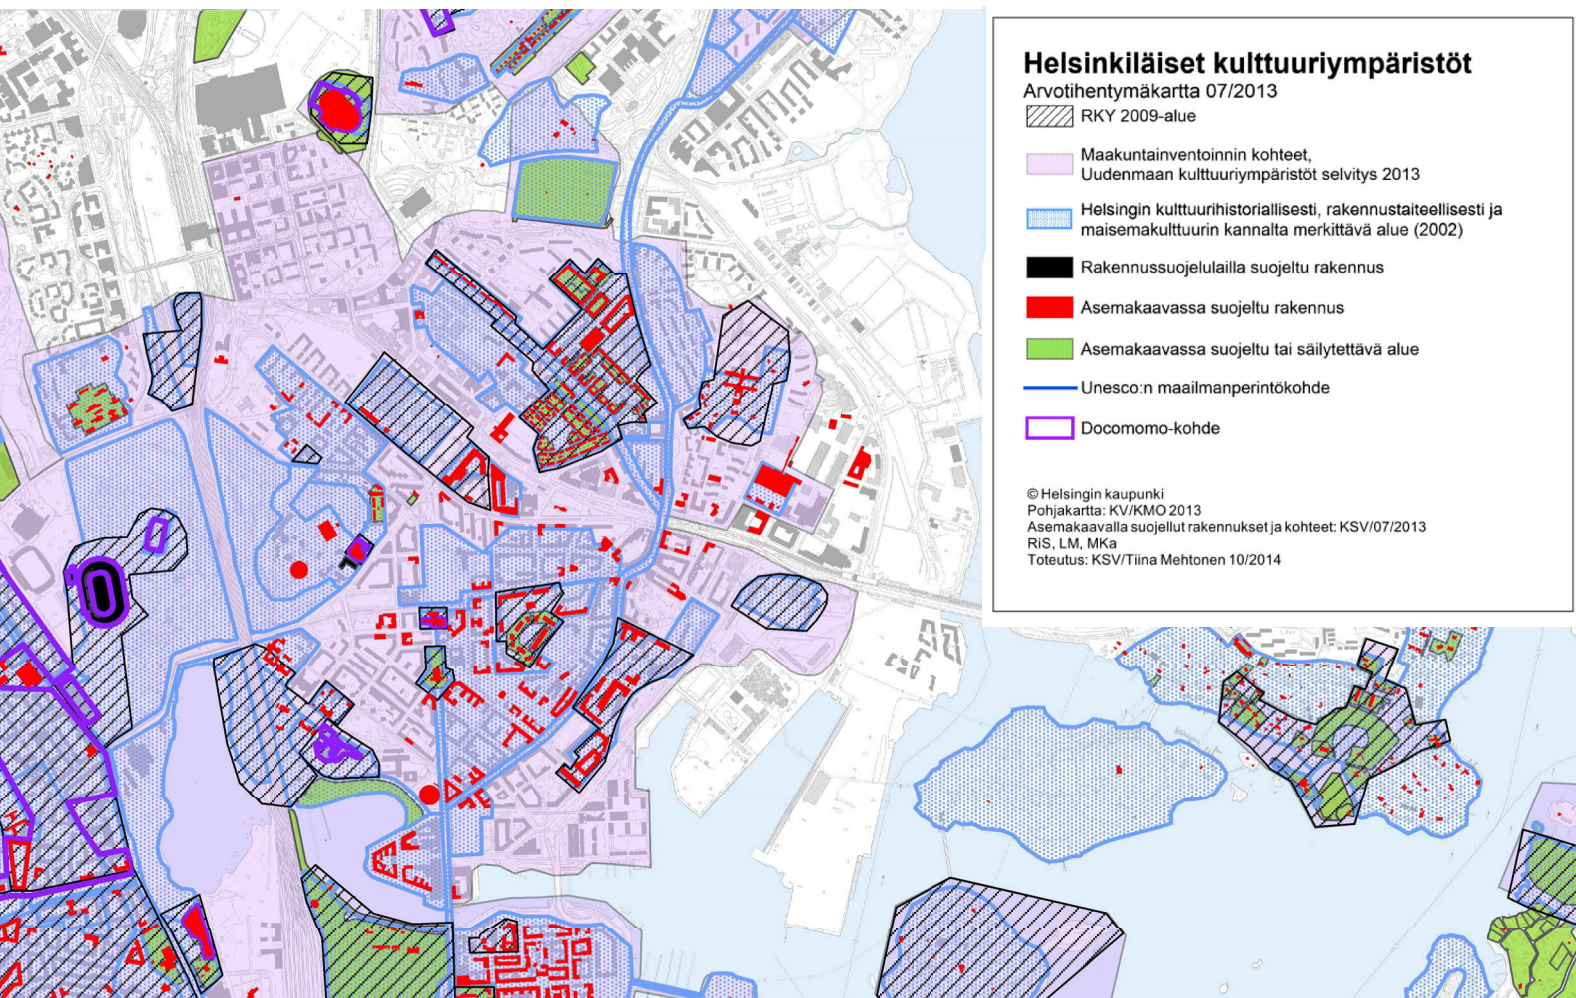 Helsinkiläiset kulttuuriympäristöt
Arvotihentymäkartta 07/2013
RKY 2009-alue
Maakuntainventoinnin kohteet,
Uudenmaan kulttuuriympäristöt selvitys 2013
Helsingin kulttuurihistoriallisesti, rakennustaiteellisesti ja
maisemakulttuurin kannalta merkittävä alue (2002)
Rakennussuojelulailla suojeltu rakennus
Asemakaavassa suojeltu rakennus
Asemakaavassa suojeltu tai säilytettävä alue
Unesco:n maailmanperintökohde
Docomomo-kohde
© Helsingin kaupunki
Pohjakartta: KV/KMO 2013
Asemakaavalla suojellut rakennukset ja kohteet: KSV/07/2013
RiS, LM, MKa
Toteutus: KSV/Tiina Mehtonen 10/2014